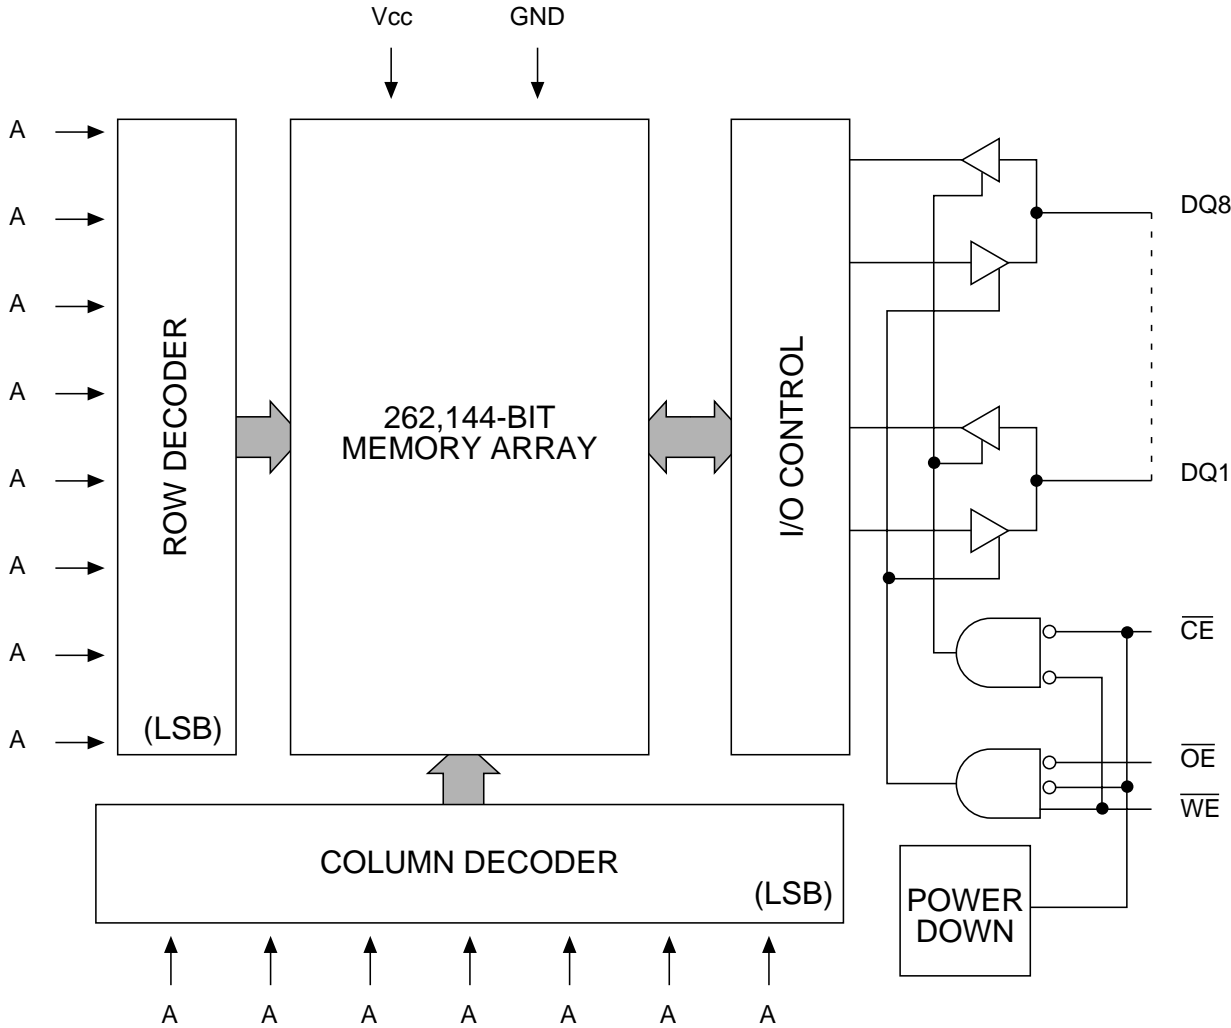 Vcc
GND
A
A
A
A
A
A
A
A
ROW DECODER
(LSB)
262,144-BIT
MEMORY ARRAY
I/O CONTROL
DQ8
DQ1
CE
OE
WE
COLUMN DECODER
(LSB)
POWER
DOWN
A
A
A
A
A
A
A